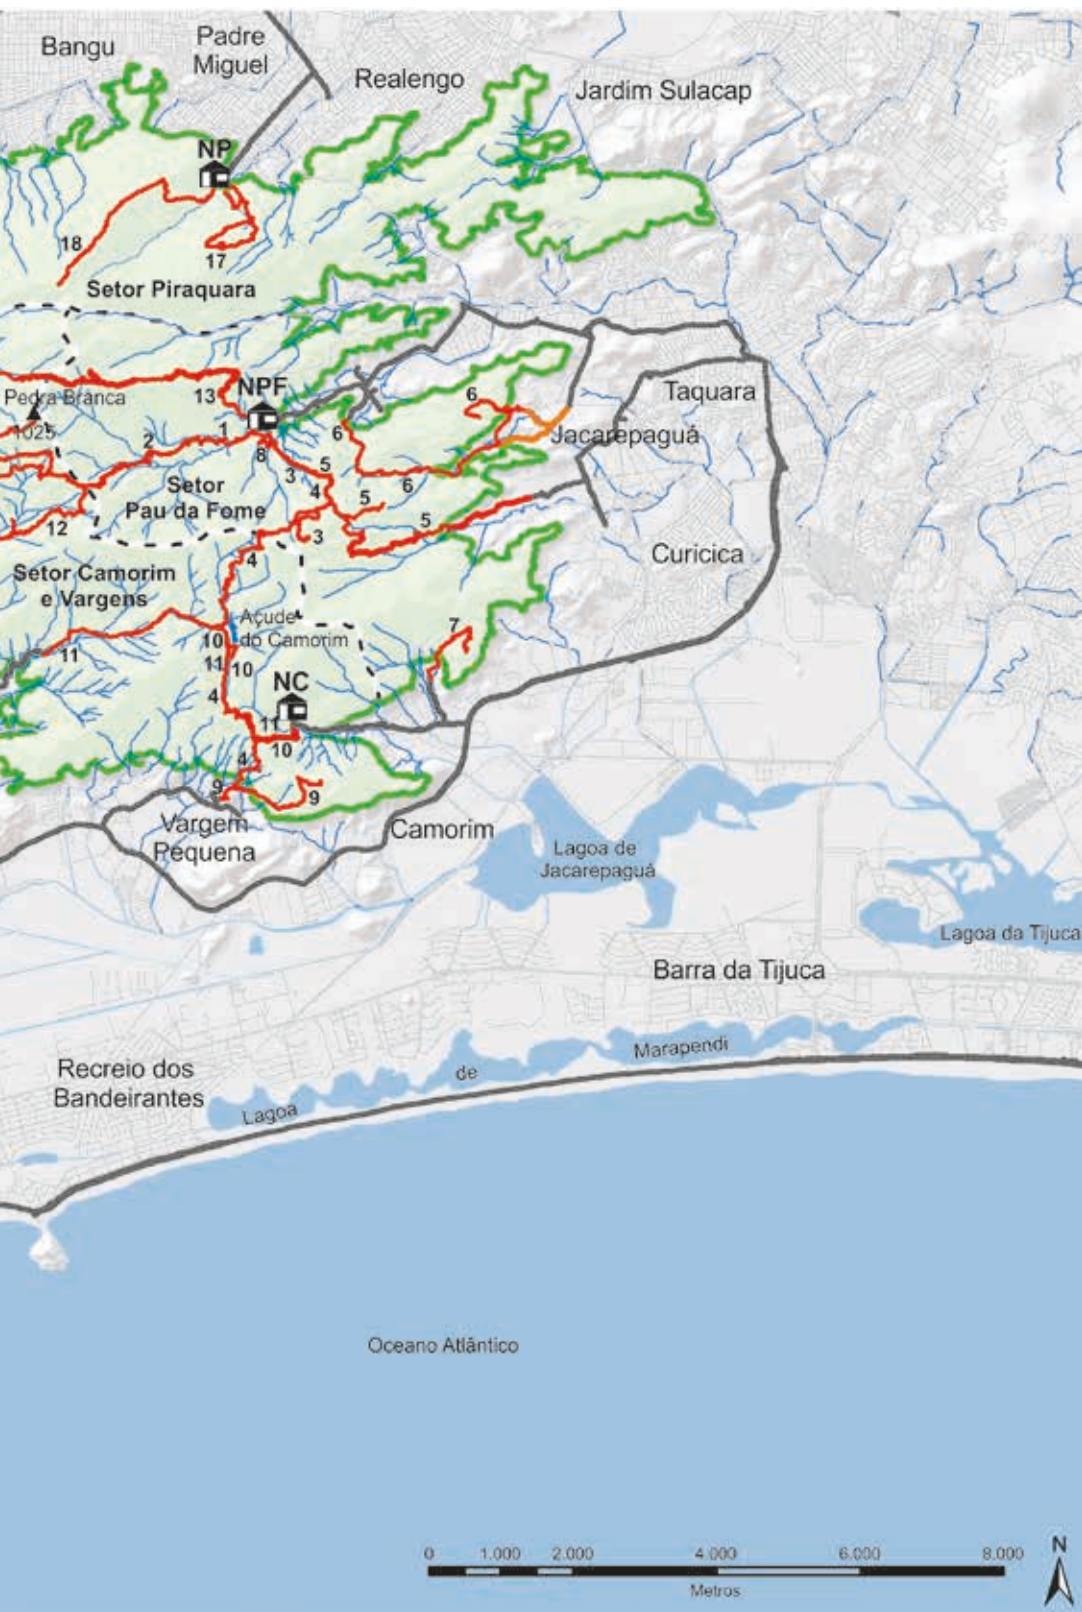 Bangu
Padre
Miguel
Realengo
Jardim Sulacap
NP
18
17
Setor Piraquara
Pedra Branca
1025
13
NPF
6
Taquara
Jacarepaguá
2
1
8
6
5
3
4
5
6
5
Setor
Pau da Fome
12
3
4
Curicica
Setor Camorim
e Vargens
Açude
do Camorim
7
10
11
10
11
4
NC
11
10
4
9
9
Vargem
Pequena
Camorim
Lagoa de
Jacarepaguá
Lagoa da Tijuca
Barra da Tijuca
Recreio dos
Bandeirantes
Lagoa
de
Marapendi
Oceano Atlântico
0 1.000 2.000 4.000 6.000 8.000
Metros
N